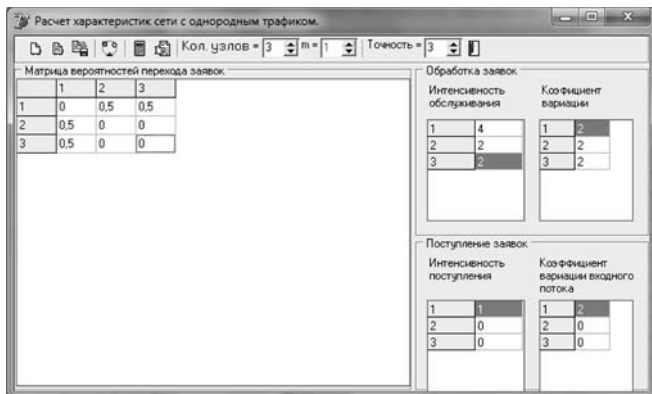 Расчет характеристик сети с однородным трафиком.
Кол. узлов = 3 m = 1 Точность = 3
Матрица вероятностей перехода заявок
1 2 3
1 0 0,5 0,5
2 0,5 0 0
3 0,5 0 0
Обработка заявок
Интенсивность обслуживания
1 4
2 2
3 2
Коэффициент вариации
1 2
2 2
3 2
Поступление заявок
Интенсивность поступления
1 1
2 0
3 0
Коэффициент вариации входного потока
1 2
2 0
3 0